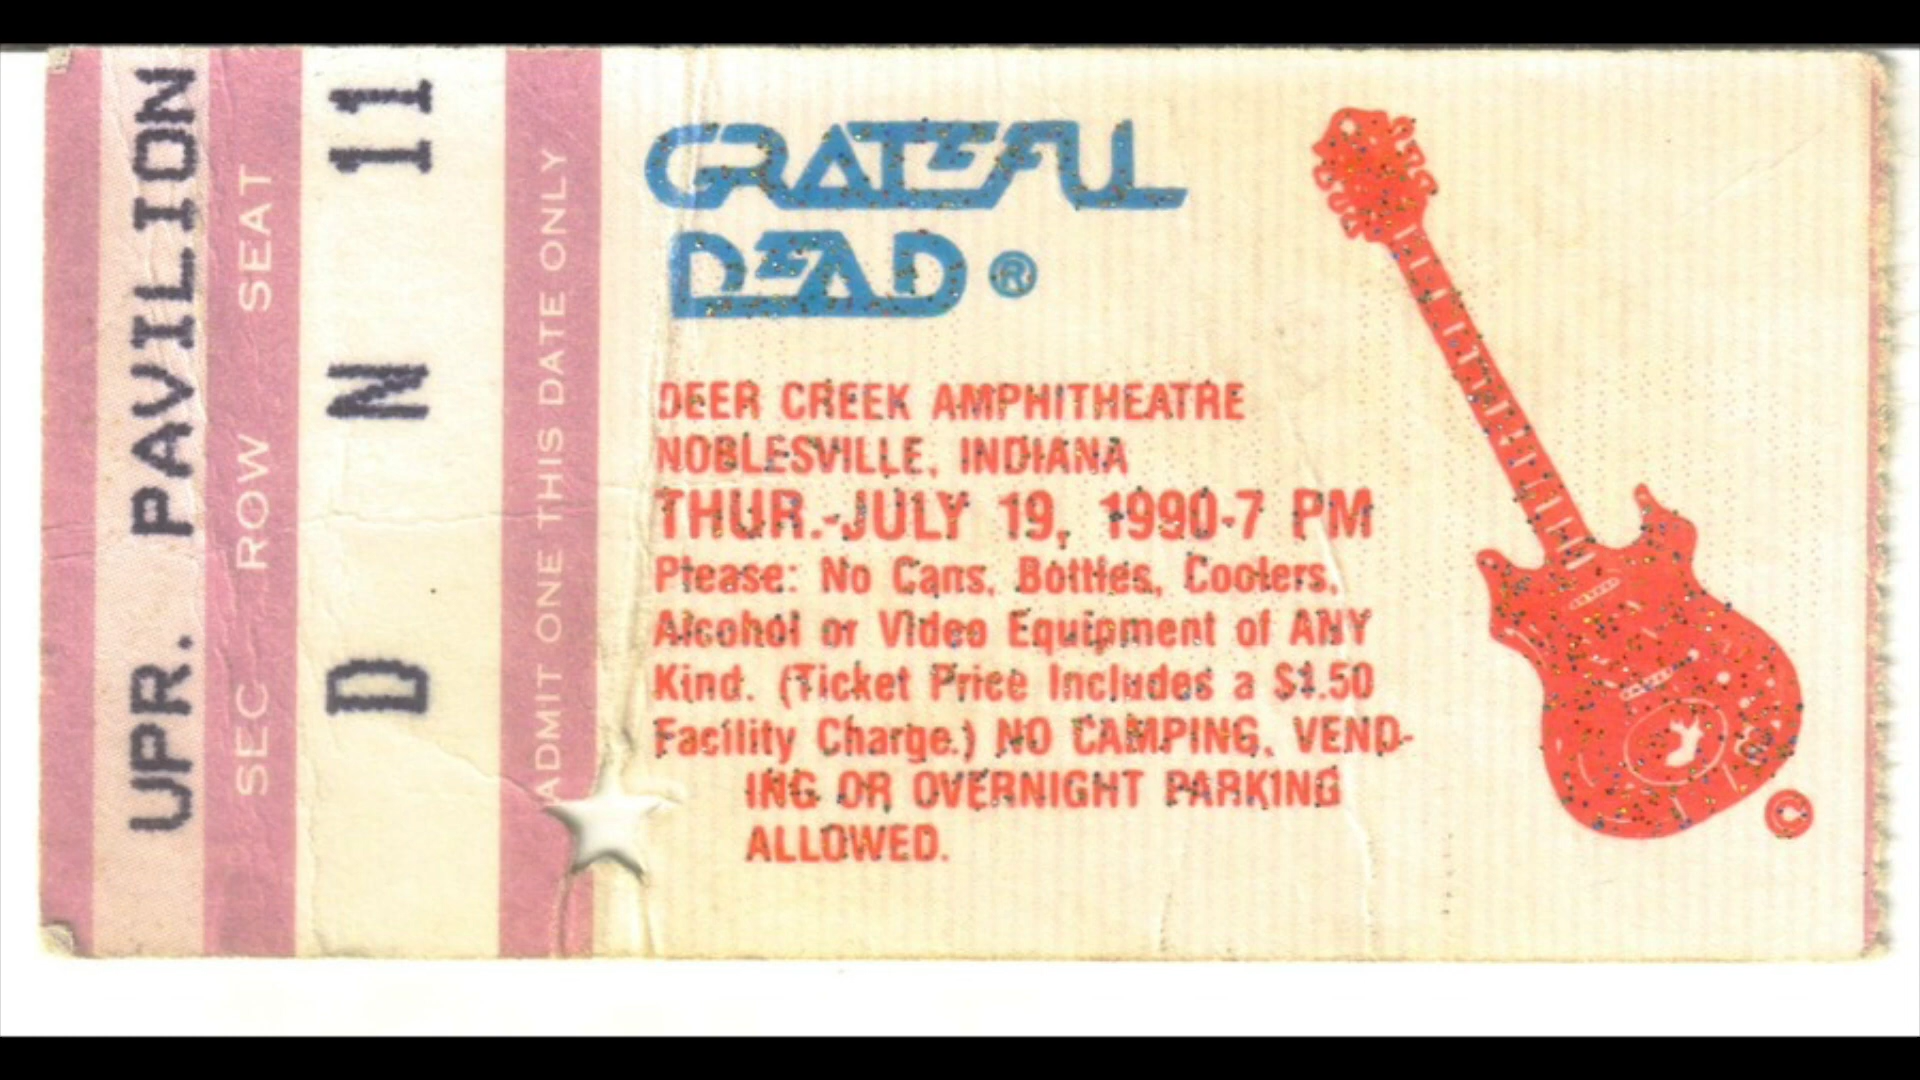 UPR. PAVILION
SEC ROW SEAT
D N 11
ADMIT ONE THIS DATE ONLY
GRATEFUL
DEAD ®
DEER CREEK AMPHITHEATRE
NOBLESVILLE, INDIANA
THUR.-JULY 19, 1990-7 PM
Please: No Cans, Bottles, Coolers,
Alcohol or Video Equipment of ANY
Kind. (Ticket Price Includes a $1.50
Facility Charge.) NO CAMPING, VEND-
ING OR OVERNIGHT PARKING
ALLOWED.
©